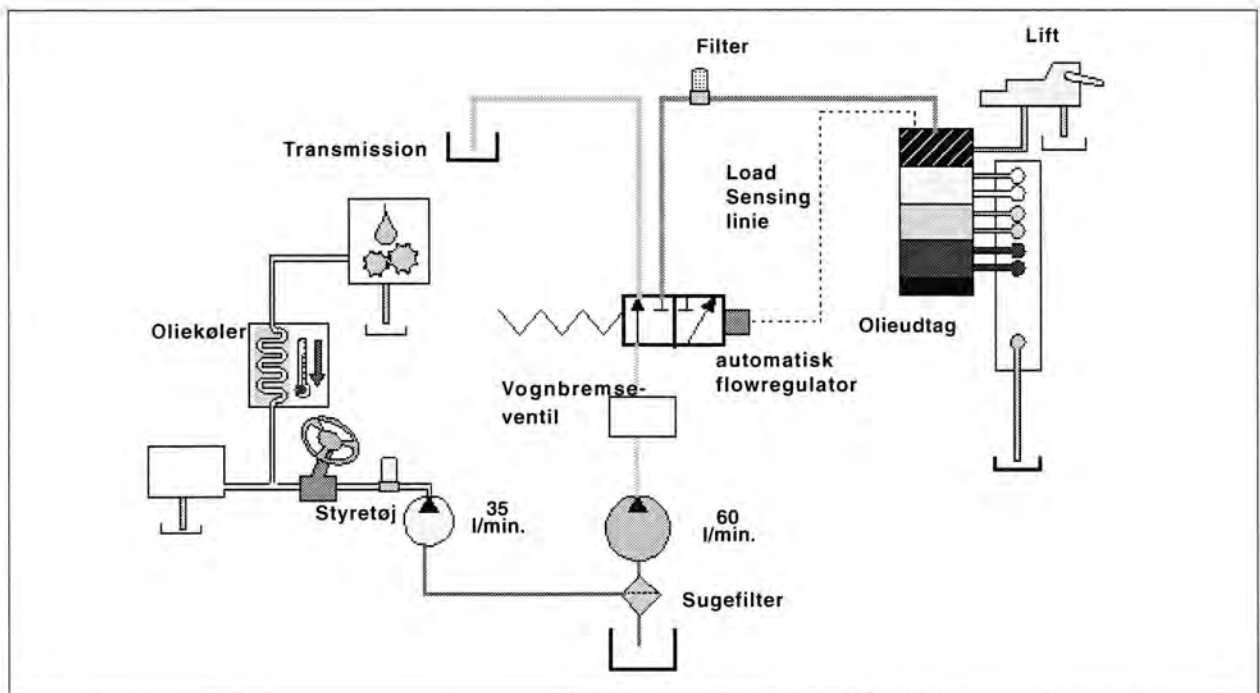 Filter
Lift
Transmission
Load
Sensing
linie
Oliekøler
Olieudtag
automatisk
flowregulator
Vognbremse-
ventil
Styretøj
35
l/min.
60
l/min.
Sugefilter